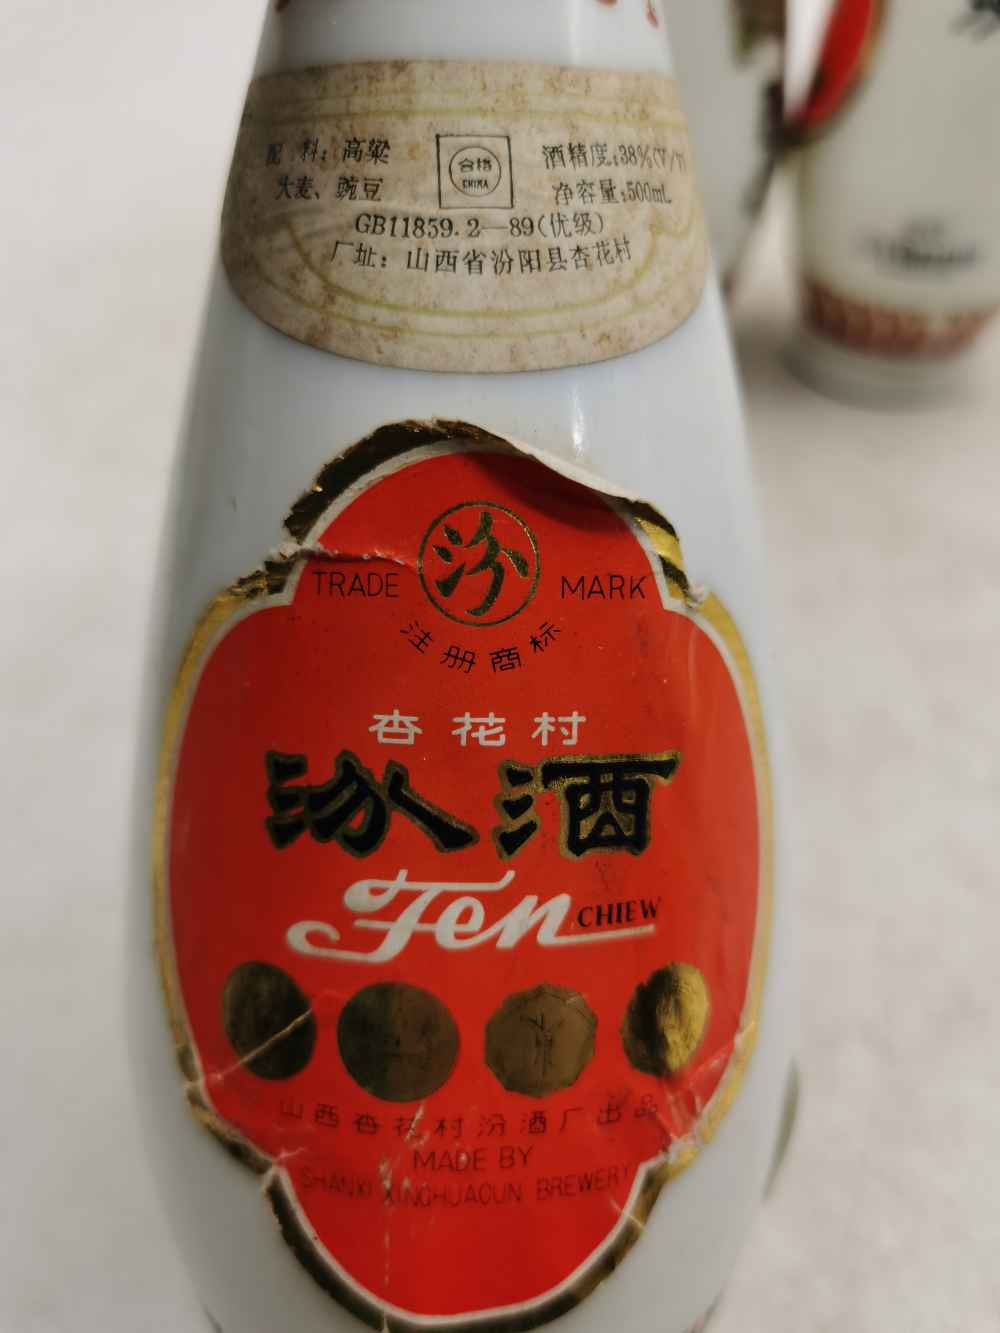 配料：高粱
大麦、豌豆
合格
CHINA
酒精度：38%(V/V)
净容量：500mL
GB11859.2—89(优级)
厂址：山西省汾阳县杏花村
TRADE 汾 MARK
注册商标
杏花村
汾酒
Fen CHIEW
山西杏花村汾酒厂出品
MADE BY
SHANXI XINGHUACUN BREWERY